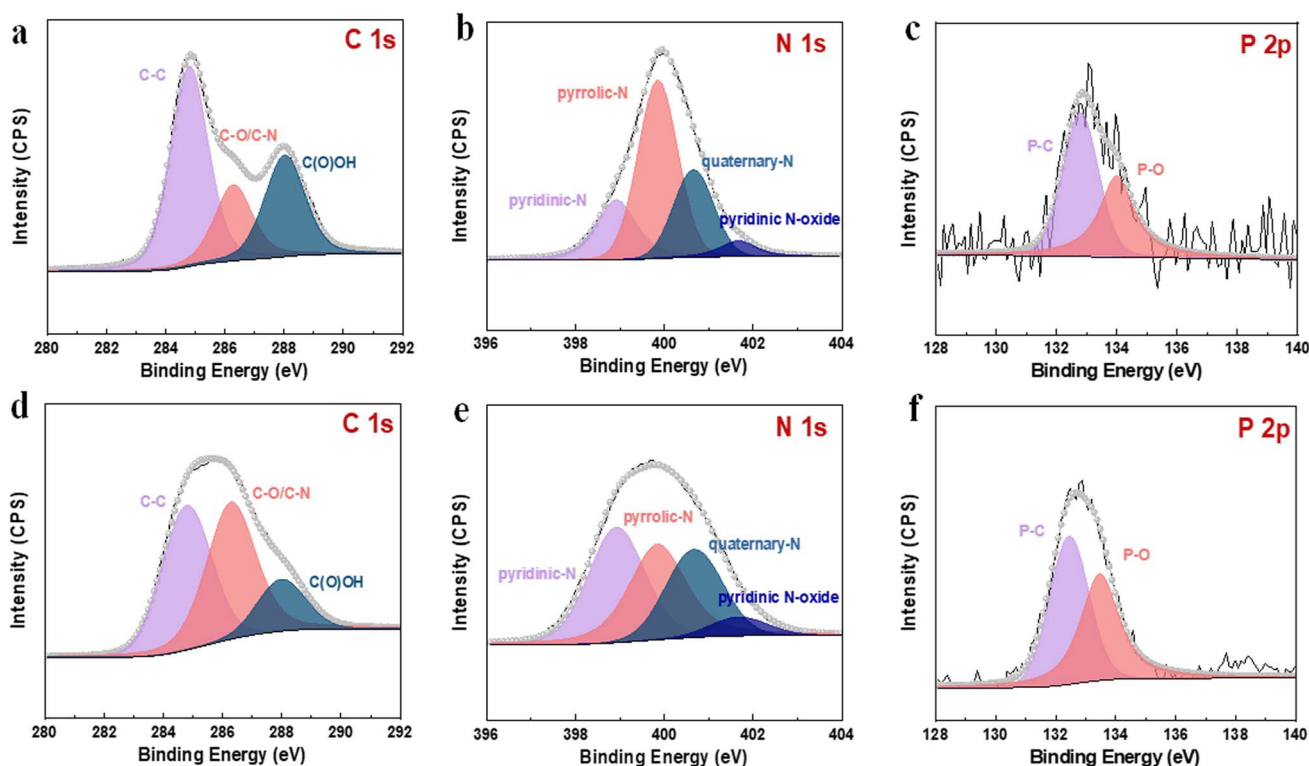 a
C 1s
C-C
C-O/C-N
C(O)OH
Intensity (CPS)
280 282 284 286 288 290 292
Binding Energy (eV)
b
N 1s
pyrrolic-N
quaternary-N
pyridinic-N
pyridinic N-oxide
Intensity (CPS)
396 398 400 402 404
Binding Energy (eV)
c
P 2p
P-C
P-O
Intensity (CPS)
128 130 132 134 136 138 140
Binding Energy (eV)
d
C 1s
C-C
C-O/C-N
C(O)OH
Intensity (CPS)
280 282 284 286 288 290 292
Binding Energy (eV)
e
N 1s
pyrrolic-N
quaternary-N
pyridinic-N
pyridinic N-oxide
Intensity (CPS)
396 398 400 402 404
Binding Energy (eV)
f
P 2p
P-C
P-O
Intensity (CPS)
128 130 132 134 136 138 140
Binding Energy (eV)